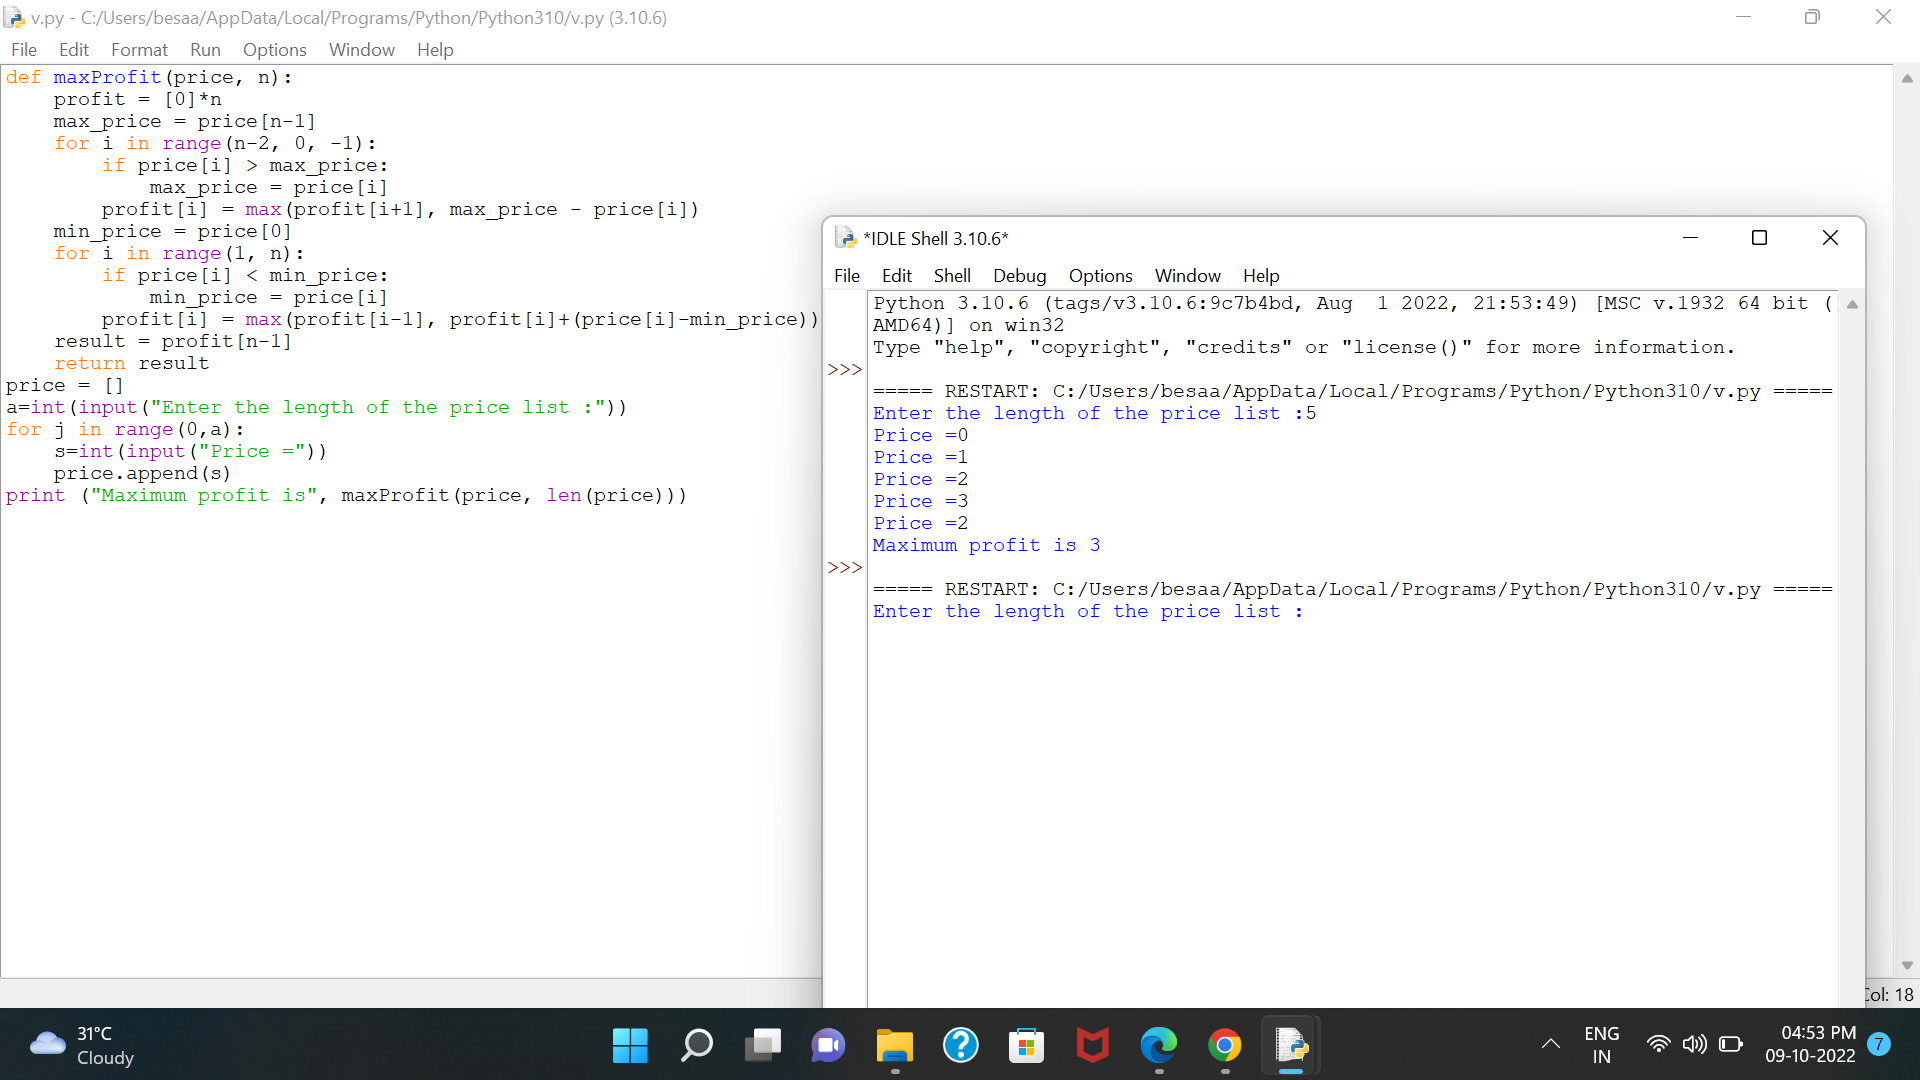 v.py - C:/Users/besaa/AppData/Local/Programs/Python/Python310/v.py (3.10.6)
File Edit Format Run Options Window Help
def maxProfit(price, n):
    profit = [0]*n
    max_price = price[n-1]
    for i in range(n-2, 0, -1):
        if price[i] > max_price:
            max_price = price[i]
        profit[i] = max(profit[i+1], max_price - price[i])
    min_price = price[0]
    for i in range(1, n):
        if price[i] < min_price:
            min_price = price[i]
        profit[i] = max(profit[i-1], profit[i]+(price[i]-min_price))
    result = profit[n-1]
    return result
price = []
a=int(input("Enter the length of the price list :"))
for j in range(0,a):
    s=int(input("Price ="))
    price.append(s)
print ("Maximum profit is", maxProfit(price, len(price)))
*IDLE Shell 3.10.6*
File Edit Shell Debug Options Window Help
Python 3.10.6 (tags/v3.10.6:9c7b4bd, Aug  1 2022, 21:53:49) [MSC v.1932 64 bit (
AMD64)] on win32
Type "help", "copyright", "credits" or "license()" for more information.
>>>
===== RESTART: C:/Users/besaa/AppData/Local/Programs/Python/Python310/v.py =====
Enter the length of the price list :5
Price =0
Price =1
Price =2
Price =3
Price =2
Maximum profit is 3
>>>
===== RESTART: C:/Users/besaa/AppData/Local/Programs/Python/Python310/v.py =====
Enter the length of the price list :
Col: 18
31°C
Cloudy
ENG
IN
04:53 PM
09-10-2022
7